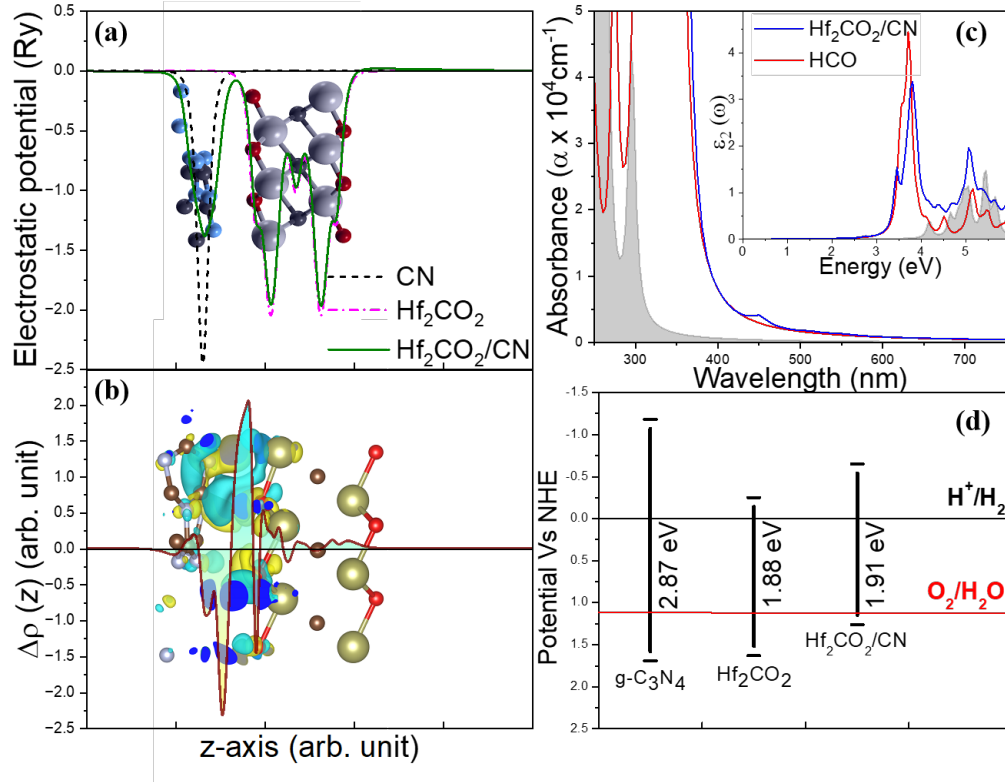 (a)
Electrostatic potential (Ry)
0.5
0.0
−0.5
−1.0
−1.5
−2.0
−2.5
CN
Hf₂CO₂
Hf₂CO₂/CN
(b)
Δρ (z) (arb. unit)
2.0
1.5
1.0
0.5
0.0
−0.5
−1.0
−1.5
−2.0
−2.5
z-axis (arb. unit)
(c)
Absorbance (α x 10⁴cm⁻¹)
5
4
3
2
1
0
300 400 500 600 700
Wavelength (nm)
Hf₂CO₂/CN
HCO
ε₂ (ω)
4
3
2
1
0
0 1 2 3 4 5
Energy (eV)
(d)
Potential Vs NHE
-1.5
-1.0
-0.5
0.0
0.5
1.0
1.5
2.0
2.5
H⁺/H₂
O₂/H₂O
2.87 eV
1.88 eV
1.91 eV
g-C₃N₄
Hf₂CO₂
Hf₂CO₂/CN